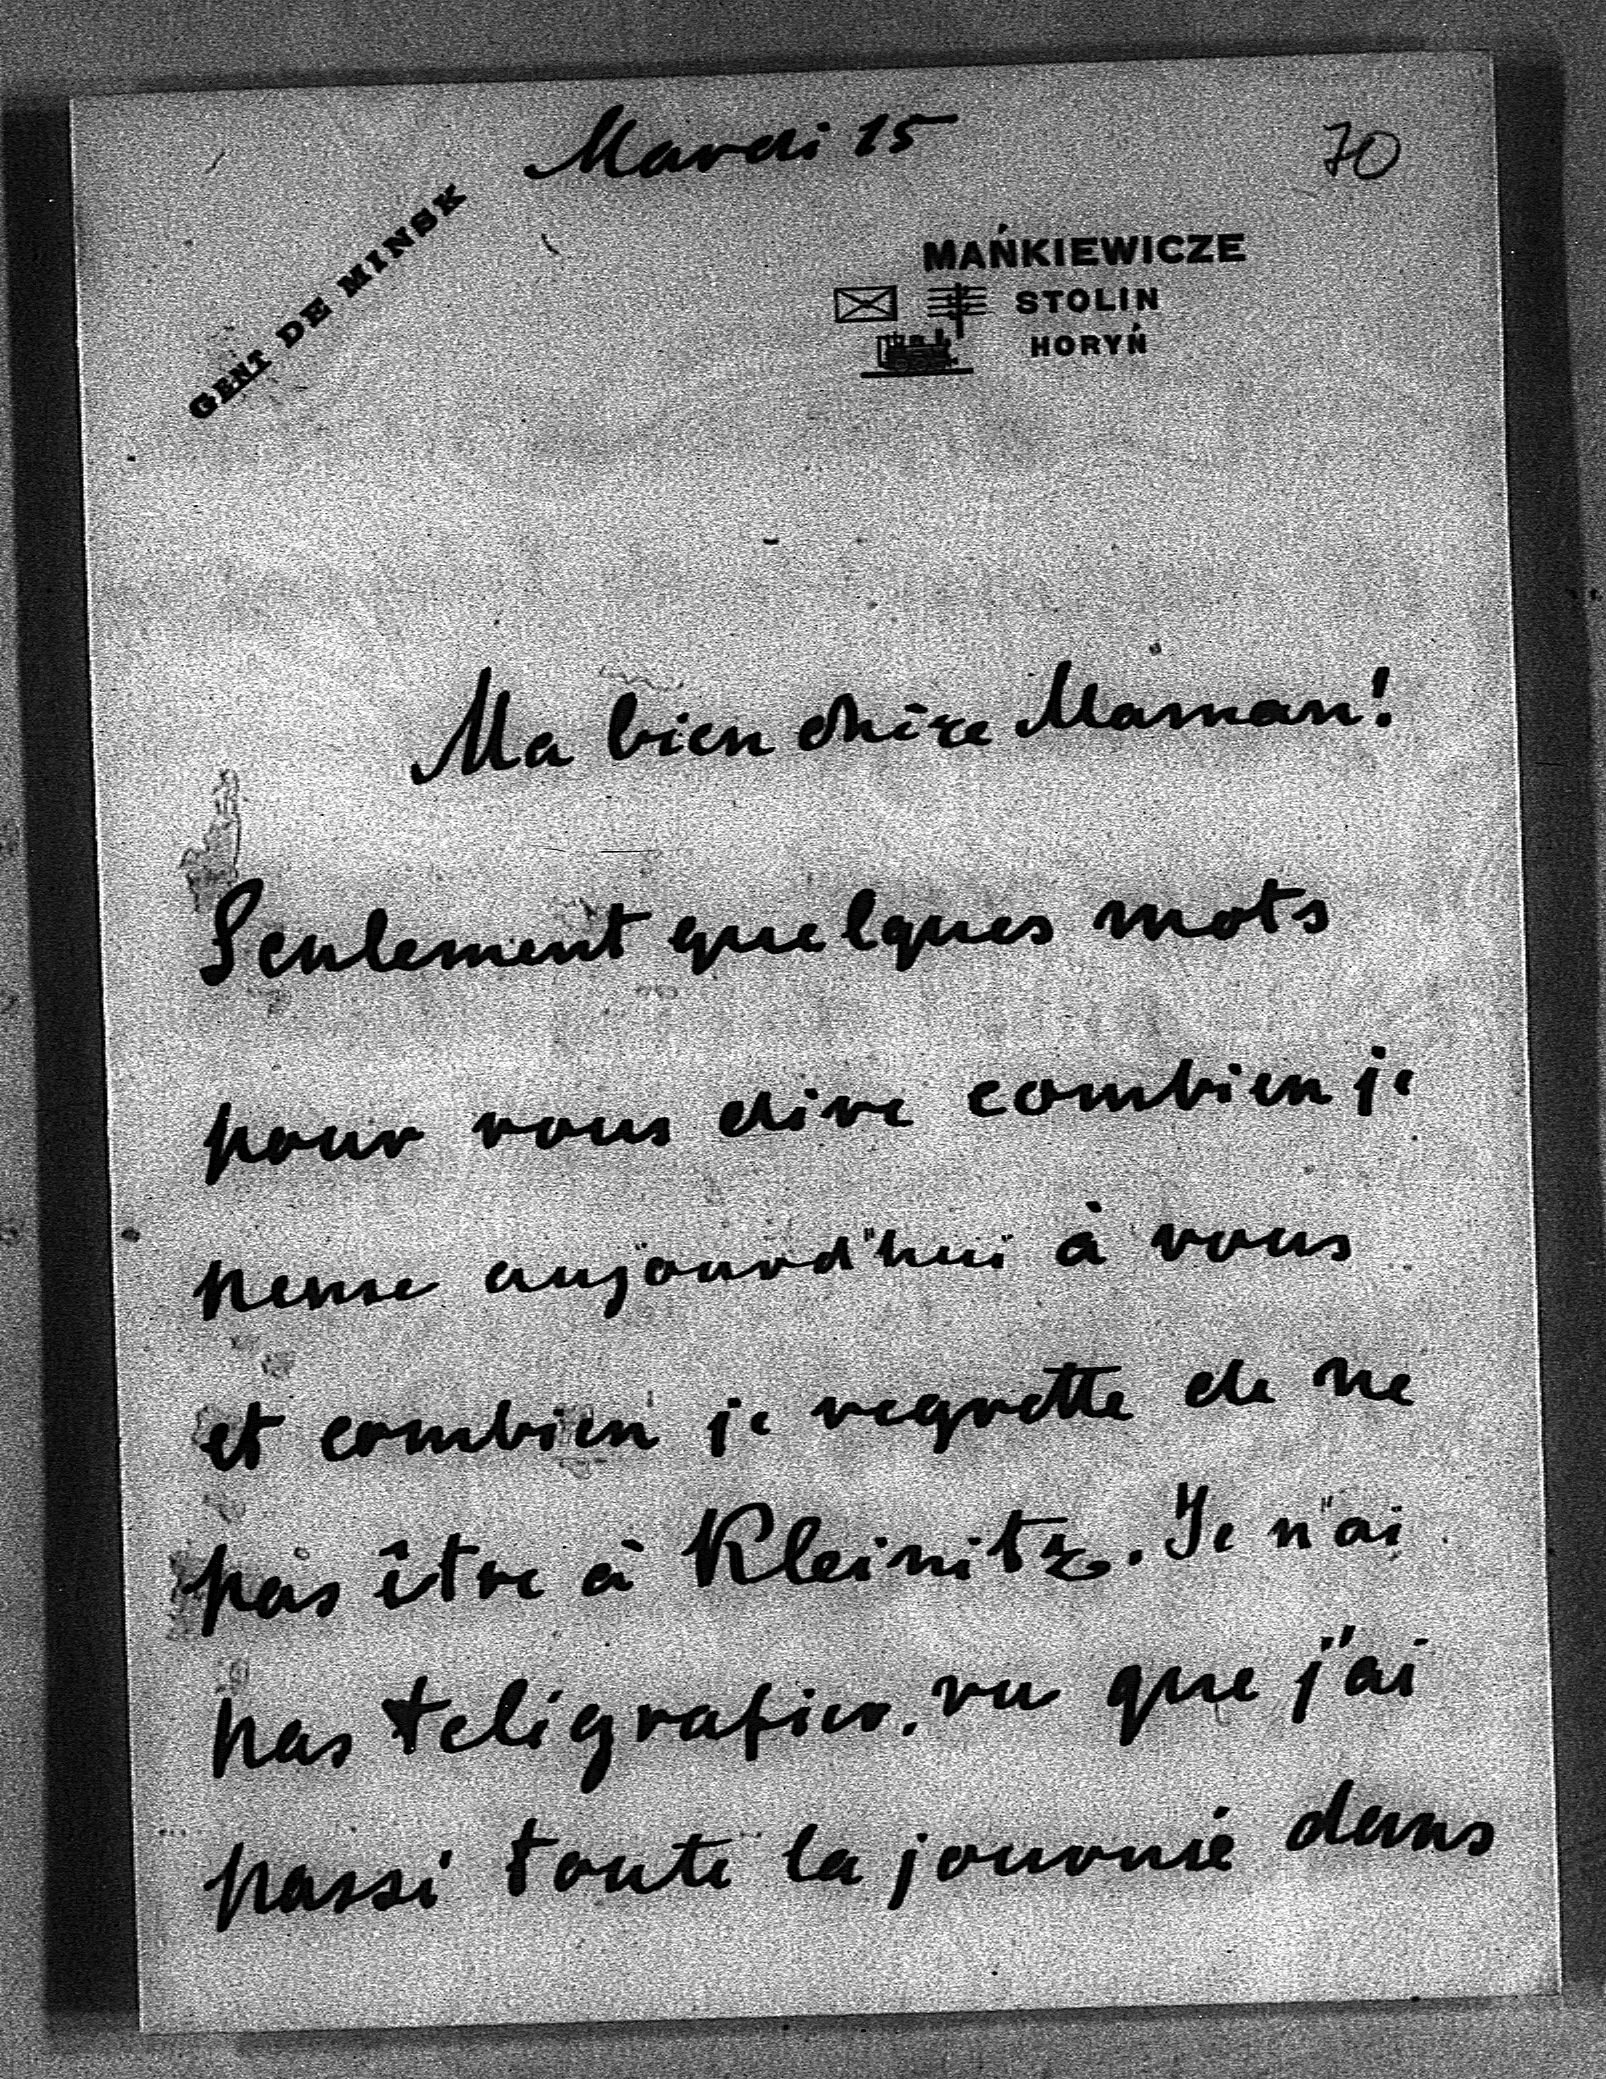 Mardi 15
70
GENT DE MINSK
MAŃKIEWICZE
STOLIN
HORYŃ
Ma bien chère Maman!
Seulement quelques mots
pour vous dire combien je
pense aujourd'hui à vous
et combien je regrette de ne
pas être à Kleinitz. Je n'ai
pas teligrafier. vu que j'ai
passé toute la journié dans